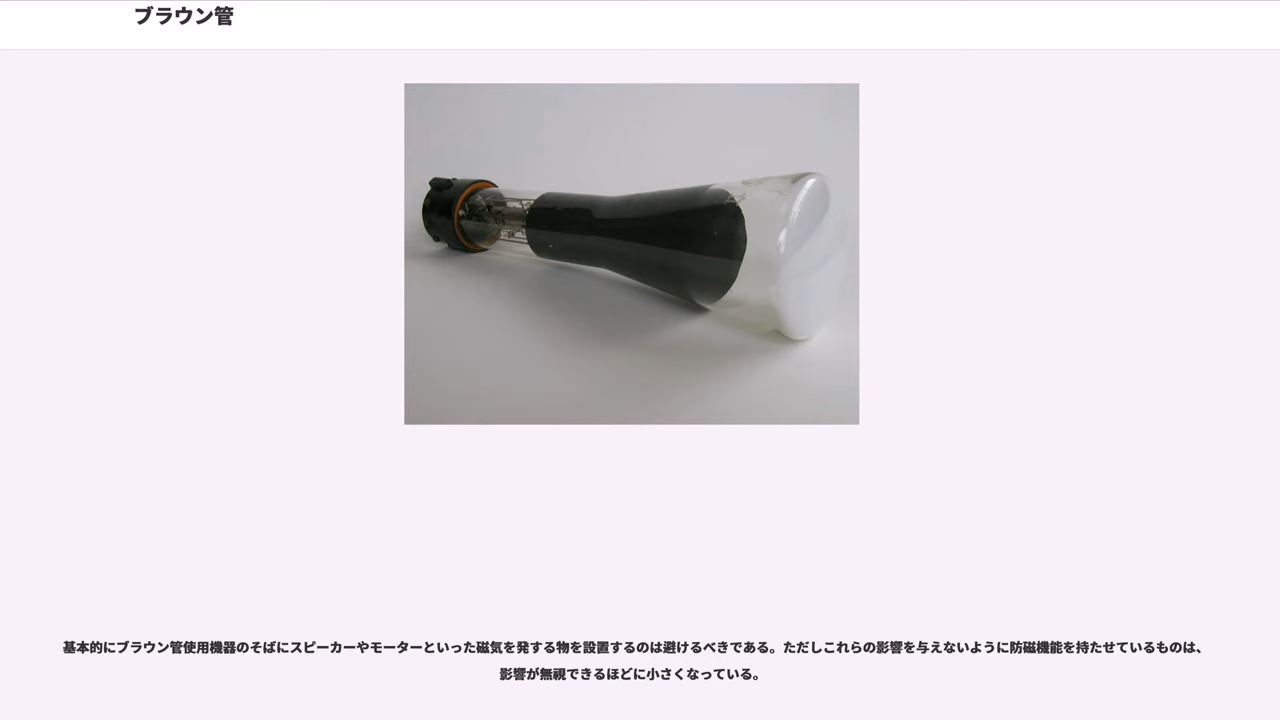 ブラウン管
基本的にブラウン管使用機器のそばにスピーカーやモーターといった磁気を発する物を設置するのは避けるべきである。ただしこれらの影響を与えないように防磁機能を持たせているものは、
影響が無視できるほどに小さくなっている。